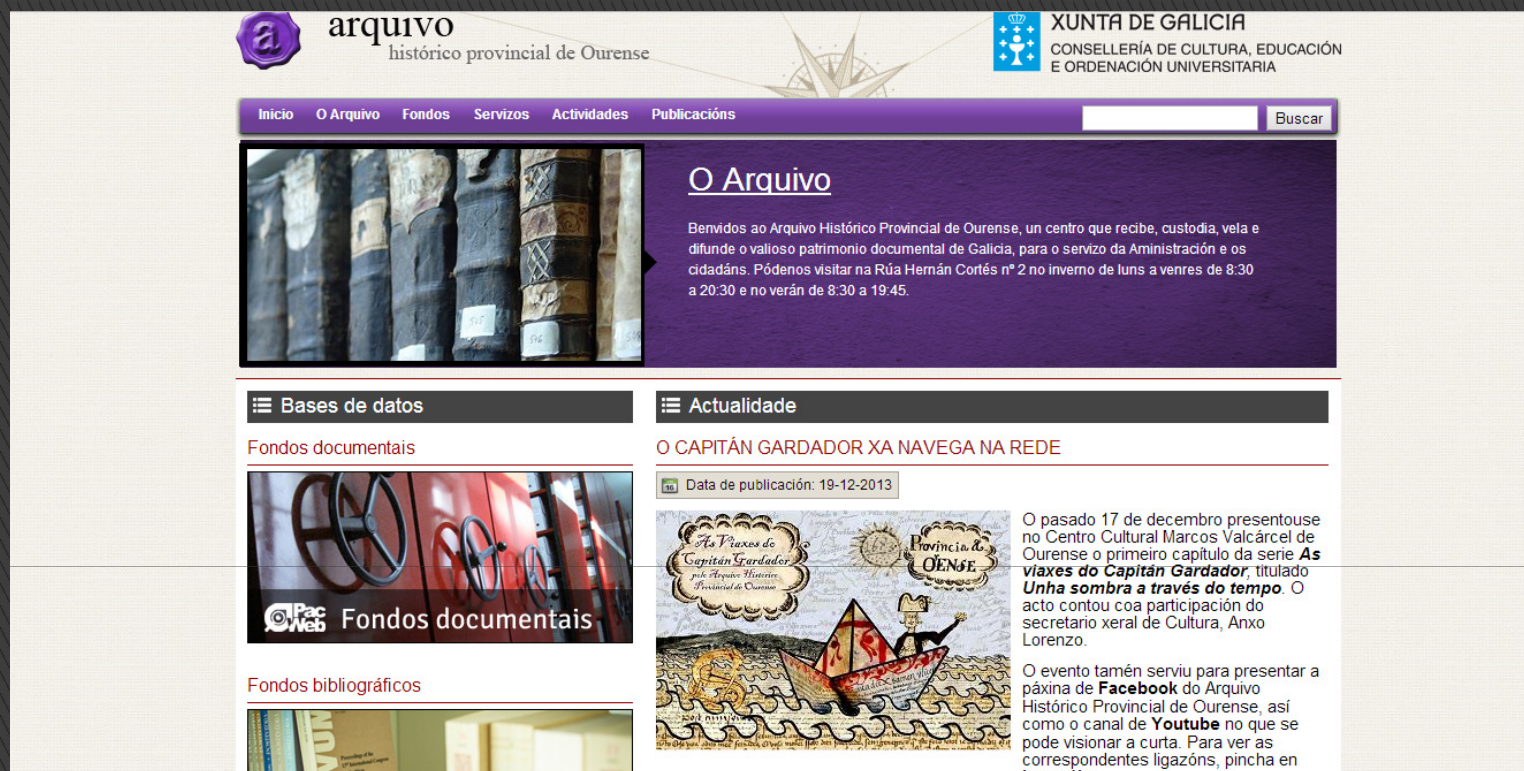 arquivo
histórico provincial de Ourense
XUNTA DE GALICIA
CONSELLERÍA DE CULTURA, EDUCACIÓN
E ORDENACIÓN UNIVERSITARIA
Inicio O Arquivo Fondos Servizos Actividades Publicacións Buscar
O Arquivo
Benvidos ao Arquivo Histórico Provincial de Ourense, un centro que recibe, custodia, vela e
difunde o valioso patrimonio documental de Galicia, para o servizo da Aministración e os
cidadáns. Pódenos visitar na Rúa Hernán Cortés nº 2 no inverno de luns a venres de 8:30
a 20:30 e no verán de 8:30 a 19:45.
Bases de datos
Fondos documentais
PacWeb Fondos documentais
Fondos bibliográficos
Actualidade
O CAPITÁN GARDADOR XA NAVEGA NA REDE
Data de publicación: 19-12-2013
As Viaxes do
Capitán Gardador
polo Arquivo Histórico
Provincial de Ourense
Provincia de
OENSE
O pasado 17 de decembro presentouse
no Centro Cultural Marcos Valcárcel de
Ourense o primeiro capítulo da serie As
viaxes do Capitán Gardador, titulado
Unha sombra a través do tempo. O
acto contou coa participación do
secretario xeral de Cultura, Anxo
Lorenzo.
O evento tamén serviu para presentar a
páxina de Facebook do Arquivo
Histórico Provincial de Ourense, así
como o canal de Youtube no que se
pode visionar a curta. Para ver as
correspondentes ligazóns, pincha en